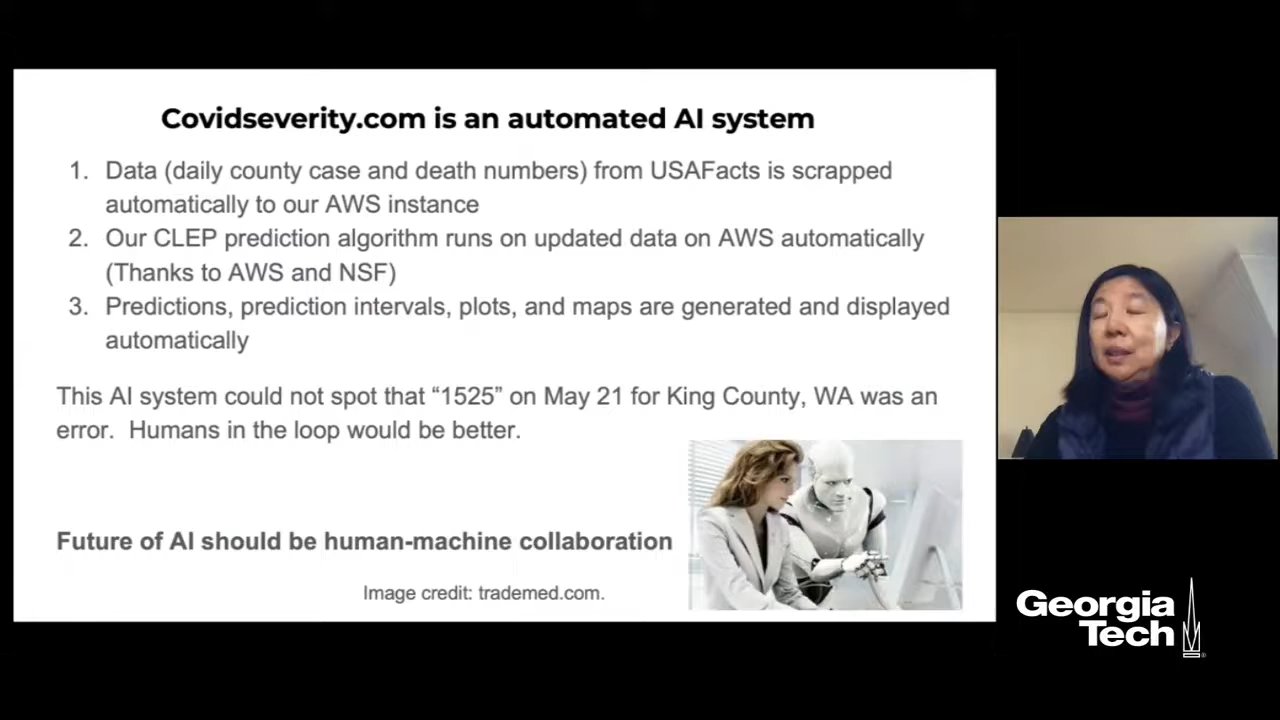 Covidseverity.com is an automated AI system
1. Data (daily county case and death numbers) from USAFacts is scrapped
automatically to our AWS instance
2. Our CLEP prediction algorithm runs on updated data on AWS automatically
(Thanks to AWS and NSF)
3. Predictions, prediction intervals, plots, and maps are generated and displayed
automatically
This AI system could not spot that “1525” on May 21 for King County, WA was an
error.  Humans in the loop would be better.
Future of AI should be human-machine collaboration
Image credit: trademed.com.
Georgia
Tech